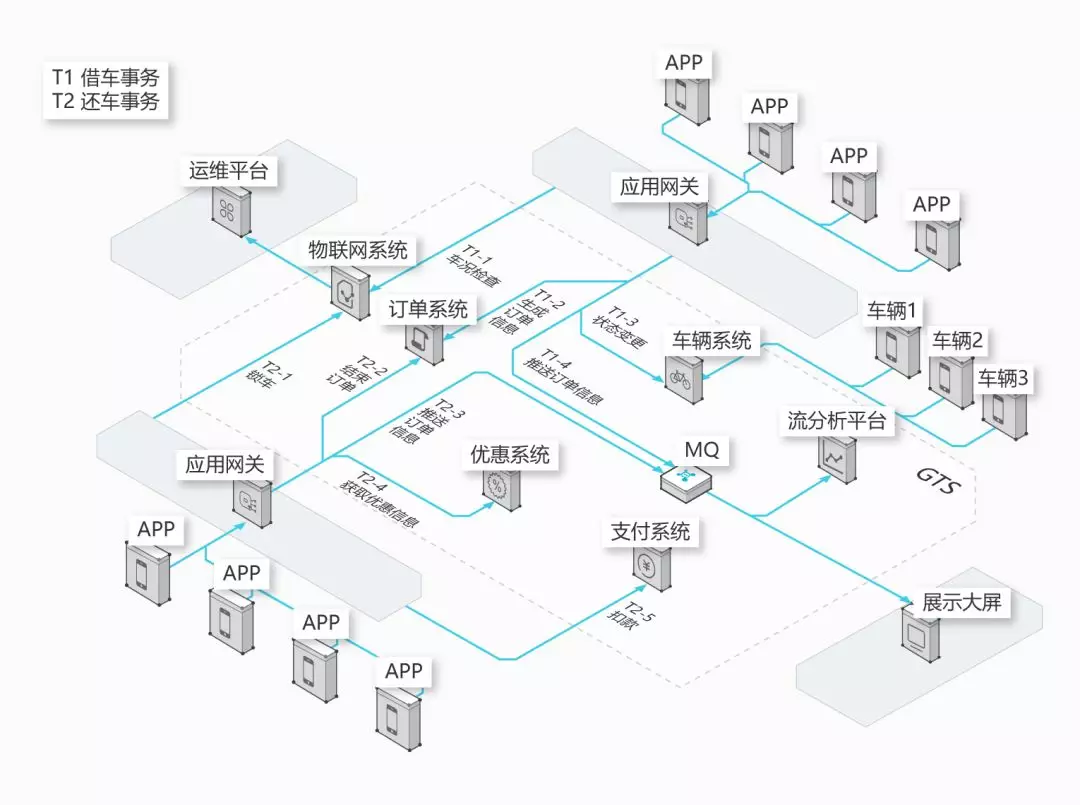 T1 借车事务
T2 还车事务
APP
APP
APP
APP
运维平台
应用网关
物联网系统
T1-1
车况检查
订单系统
T1-2
生成
订单
信息
T1-3
状态变更
车辆系统
车辆1
车辆2
车辆3
T1-4
推送订单信息
T2-1
锁车
T2-2
结束
订单
T2-3
推送
订单
信息
流分析平台
MQ
GTS
优惠系统
应用网关
T2-4
获取优惠信息
支付系统
APP
APP
APP
APP
T2-5
扣款
展示大屏